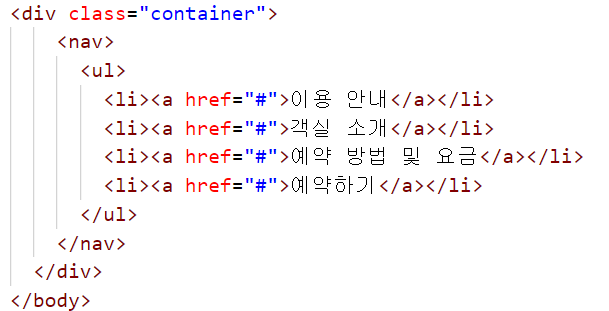 <div class="container">
<nav>
<ul>
<li><a href="#">이용 안내</a></li>
<li><a href="#">객실 소개</a></li>
<li><a href="#">예약 방법 및 요금</a></li>
<li><a href="#">예약하기</a></li>
</ul>
</nav>
</div>
</body>